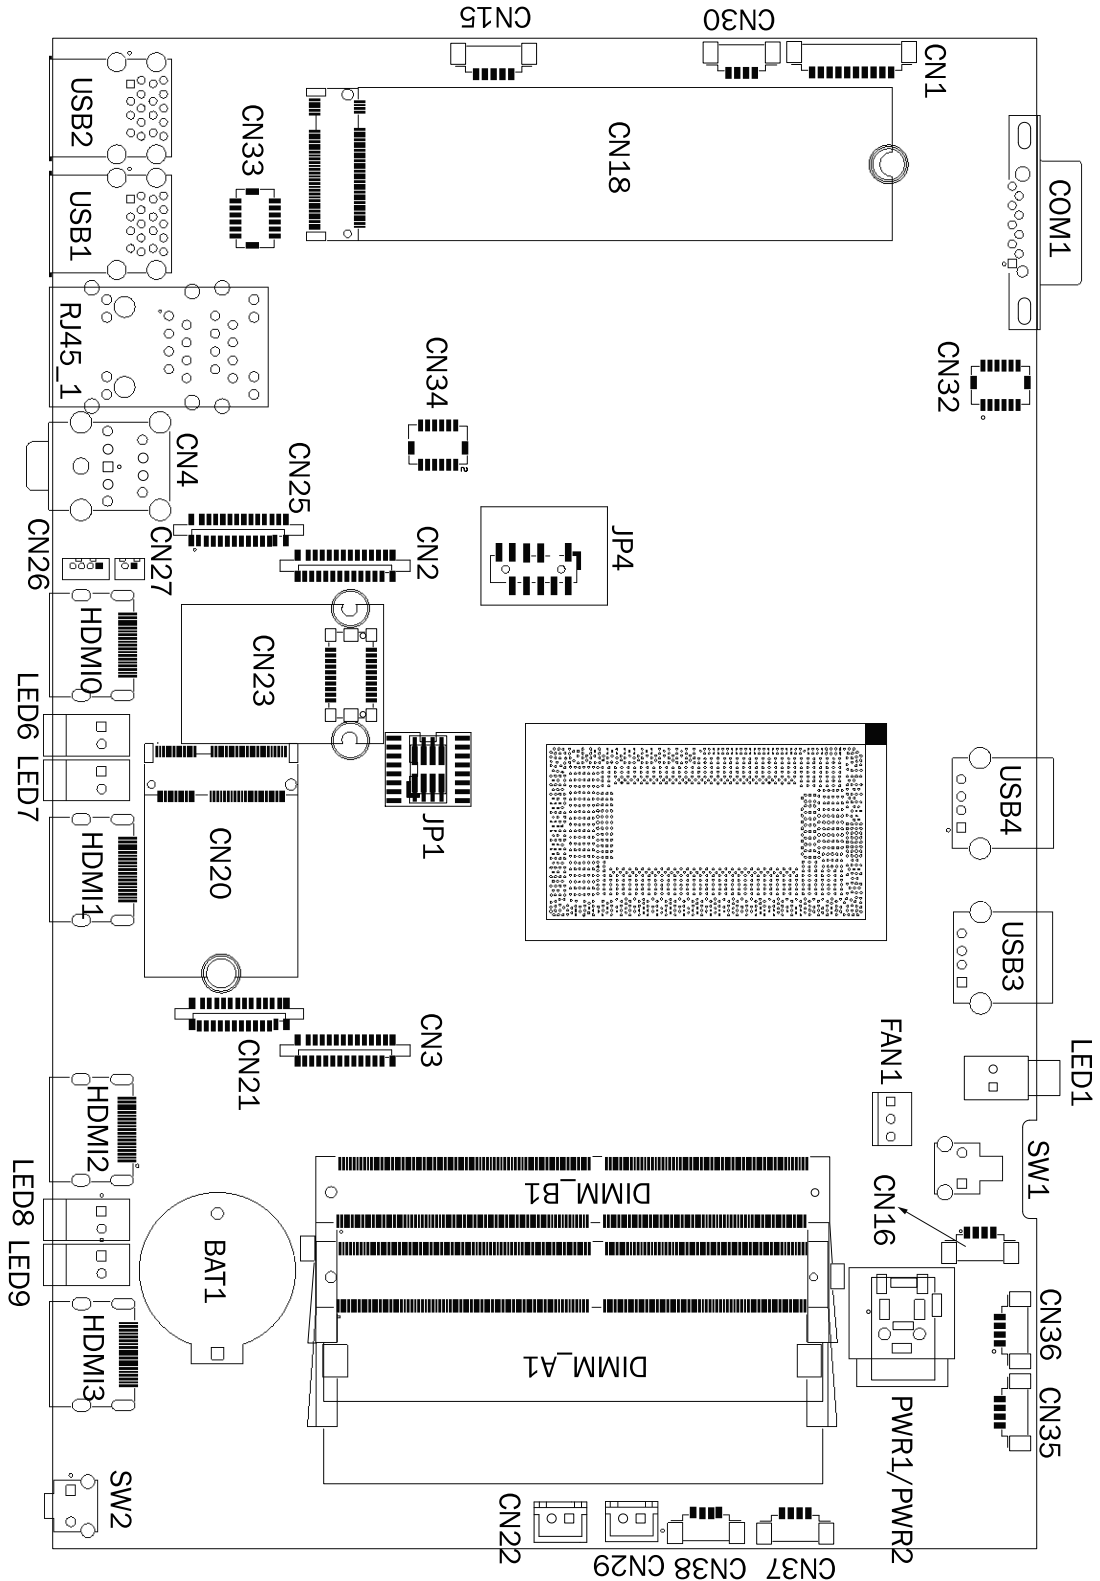 CN15
CN30
CN1
USB2
CN33
CN18
USB1
COM1
RJ45_1
CN34
CN32
CN4
CN25
CN26
CN27
CN2
JP4
HDMI0
CN23
LED6
LED7
JP1
USB4
HDMI1
CN20
USB3
CN21
CN3
FAN1
LED1
HDMI2
SW1
LED8
DIMM_B1
CN16
LED9
BAT1
CN36
HDMI3
DIMM_A1
CN35
PWR1/PWR2
SW2
CN22
CN29
CN38
CN37